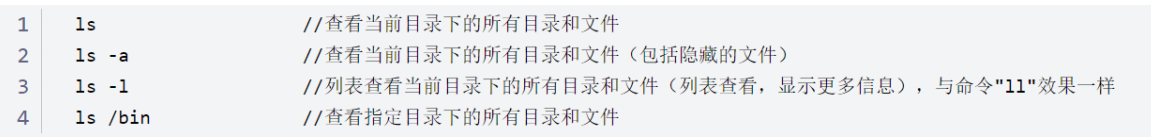 1 ls //查看当前目录下的所有目录和文件
2 ls -a //查看当前目录下的所有目录和文件（包括隐藏的文件）
3 ls -l //列表查看当前目录下的所有目录和文件（列表查看，显示更多信息），与命令"ll"效果一样
4 ls /bin //查看指定目录下的所有目录和文件